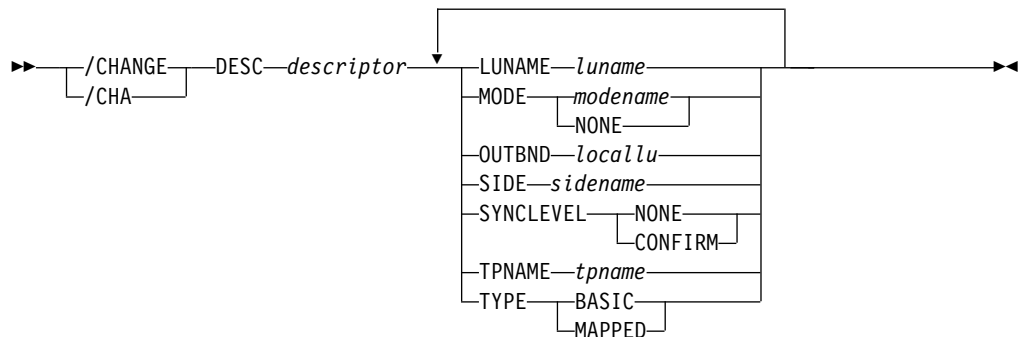 /CHANGE DESC descriptor LUNAME luname
/CHA MODE modename
NONE
OUTBND locallu
SIDE sidename
SYNCLEVEL NONE
CONFIRM
TPNAME tpname
TYPE BASIC
MAPPED